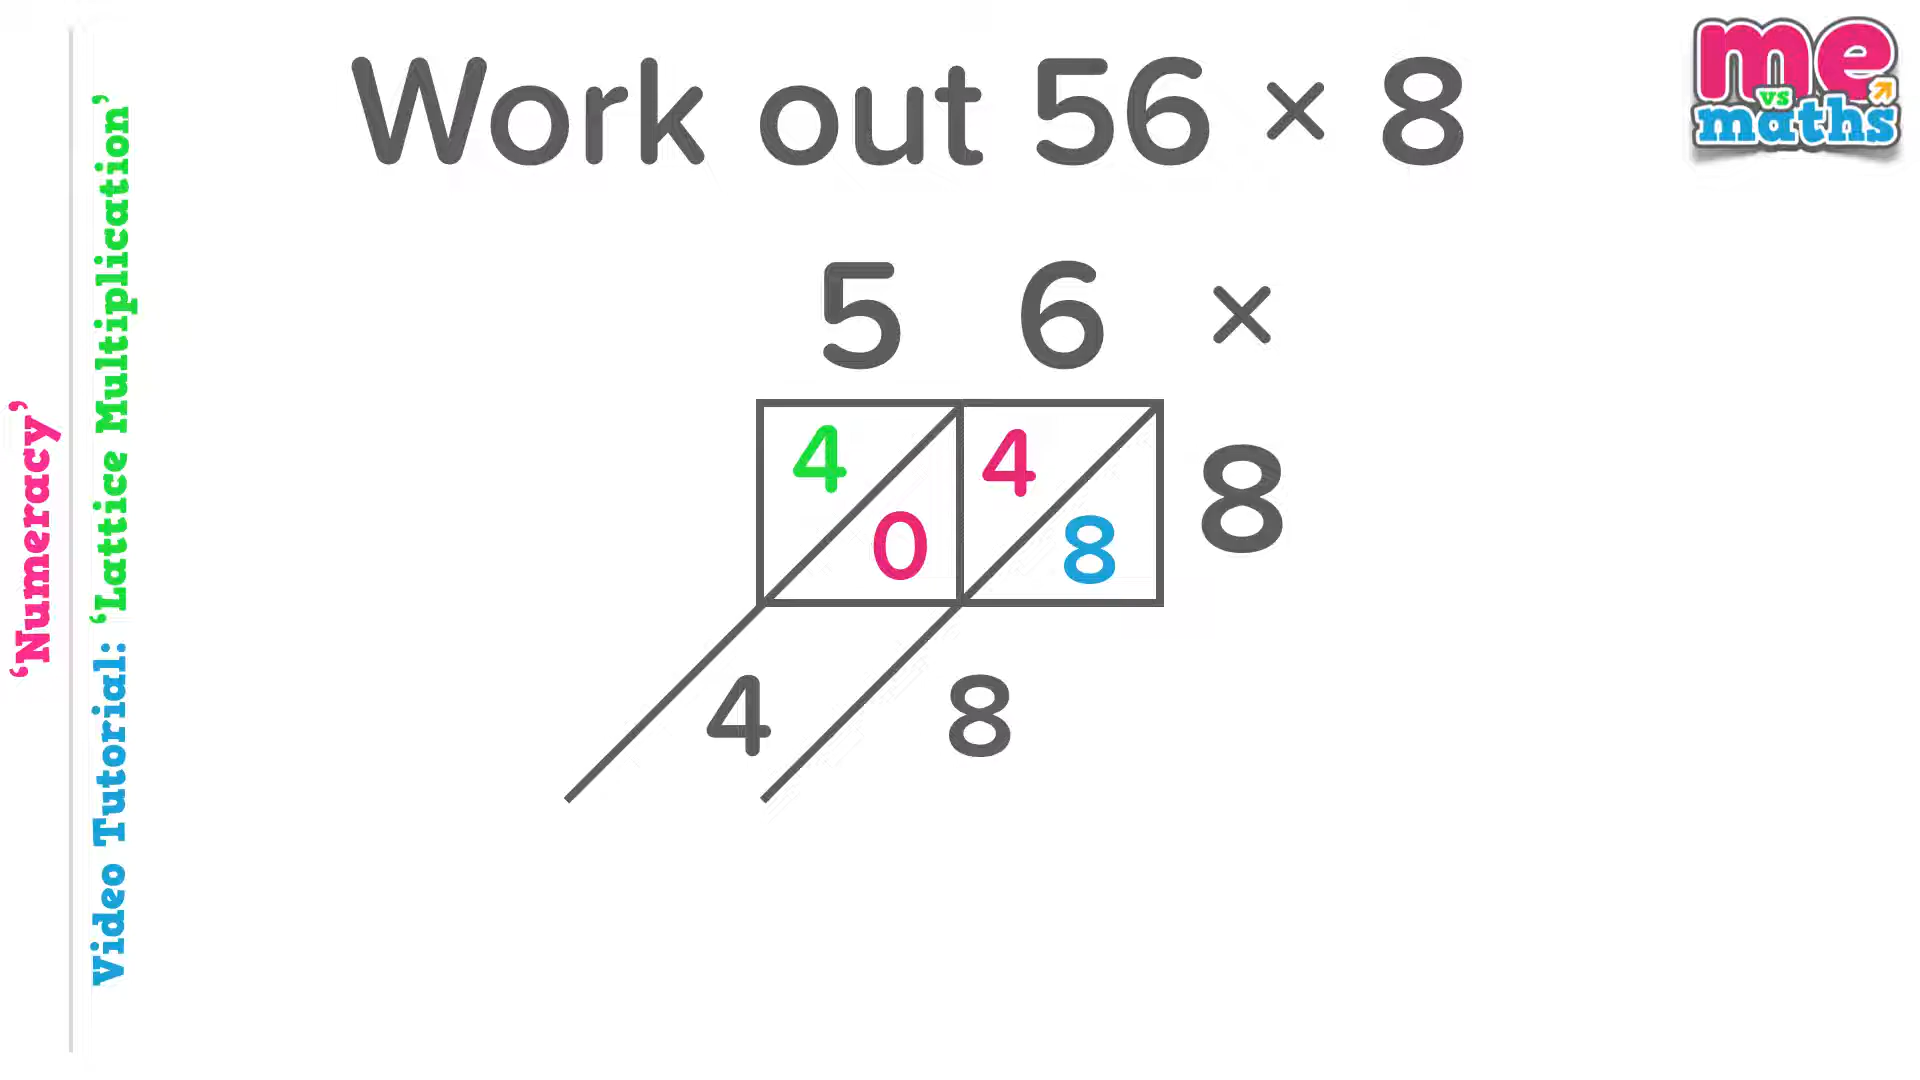 Work out 56 × 8
me
vs
maths
'Numeracy'
Video Tutorial: 'Lattice Multiplication'
5 6 ×
4 4
8
0 8
4 8